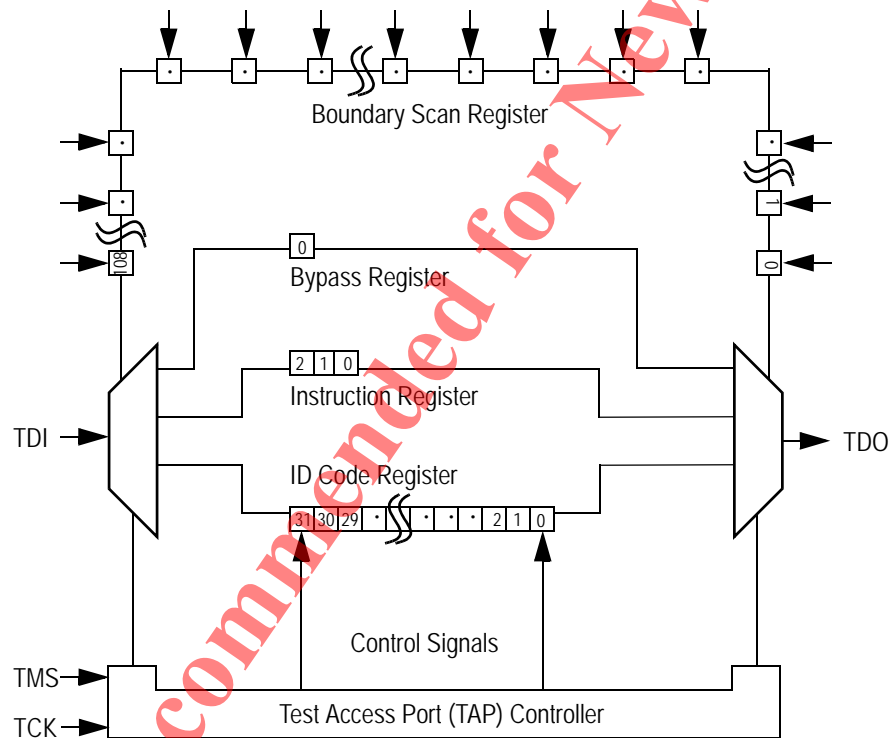 Boundary Scan Register
108
1
0
0
Bypass Register
2 1 0
Instruction Register
TDI
TDO
ID Code Register
31 30 29 · · · · · 2 1 0
Control Signals
TMS
Test Access Port (TAP) Controller
TCK
commended for New